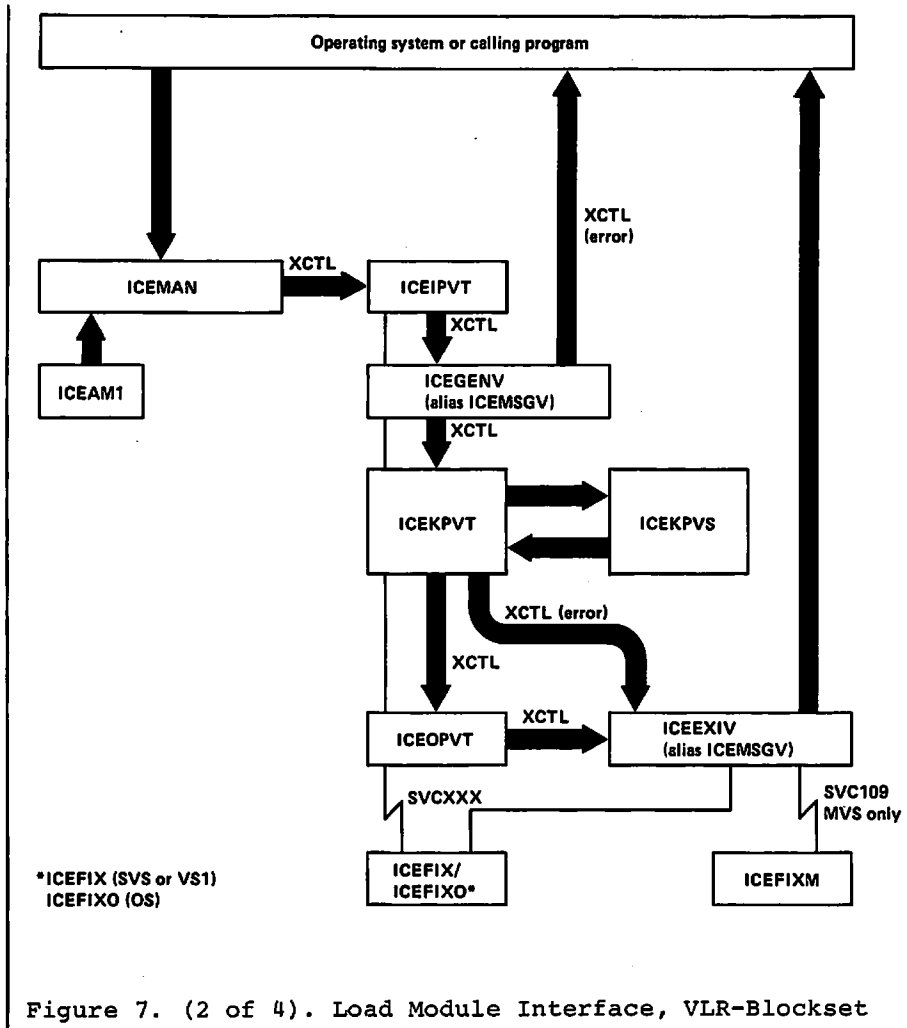 Operating system or calling program
XCTL
(error)
ICEMAN
XCTL
ICEIPVT
XCTL
ICEAM1
ICEGENV
(alias ICEMSGV)
XCTL
ICEKPVT
ICEKPVS
XCTL (error)
XCTL
ICEOPVT
XCTL
ICEEXIV
(alias ICEMSGV)
SVCXXX
SVC109
MVS only
*ICEFIX (SVS or VS1)
ICEFIXO (OS)
ICEFIX/
ICEFIXO*
ICEFIXM
Figure 7. (2 of 4). Load Module Interface, VLR-Blockset